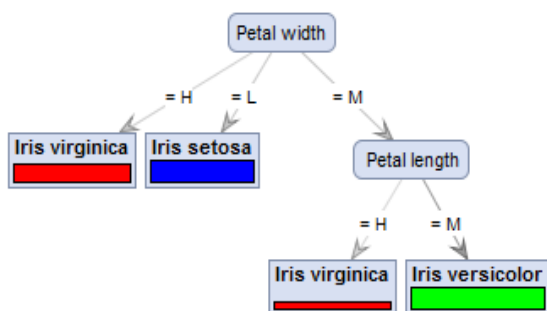 Petal width
= H
= L
= M
Iris virginica
Iris setosa
Petal length
= H
= M
Iris virginica
Iris versicolor